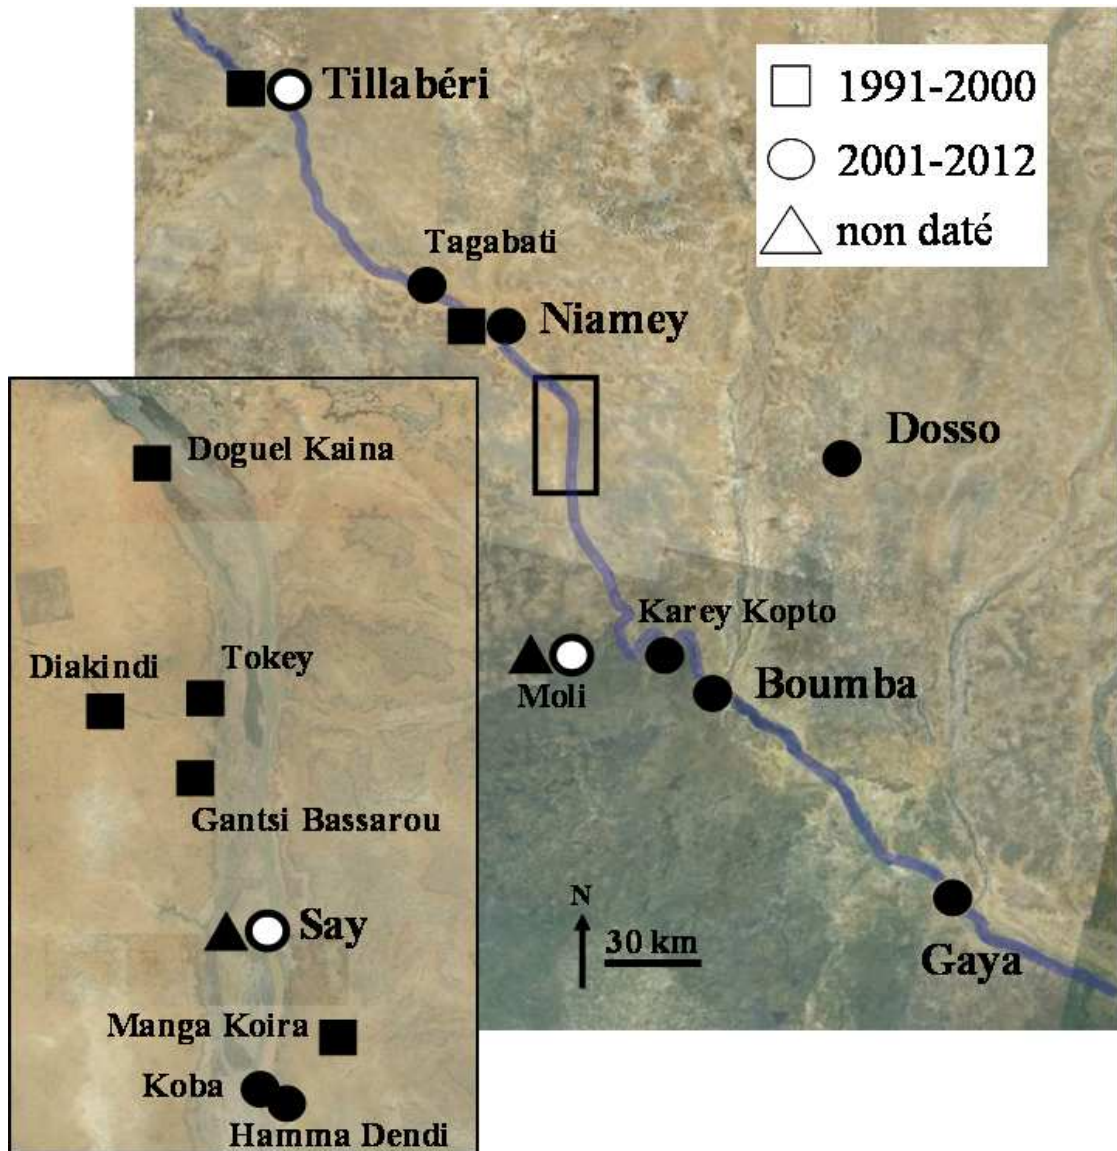 Tillabéri
1991-2000
2001-2012
non daté
Tagabati
Niamey
Dosso
Doguel Kaina
Karey Kopto
Diakindi
Tokey
Moli
Boumba
Gantsi Bassarou
N
30 km
Say
Gaya
Manga Koira
Koba
Hamma Dendi